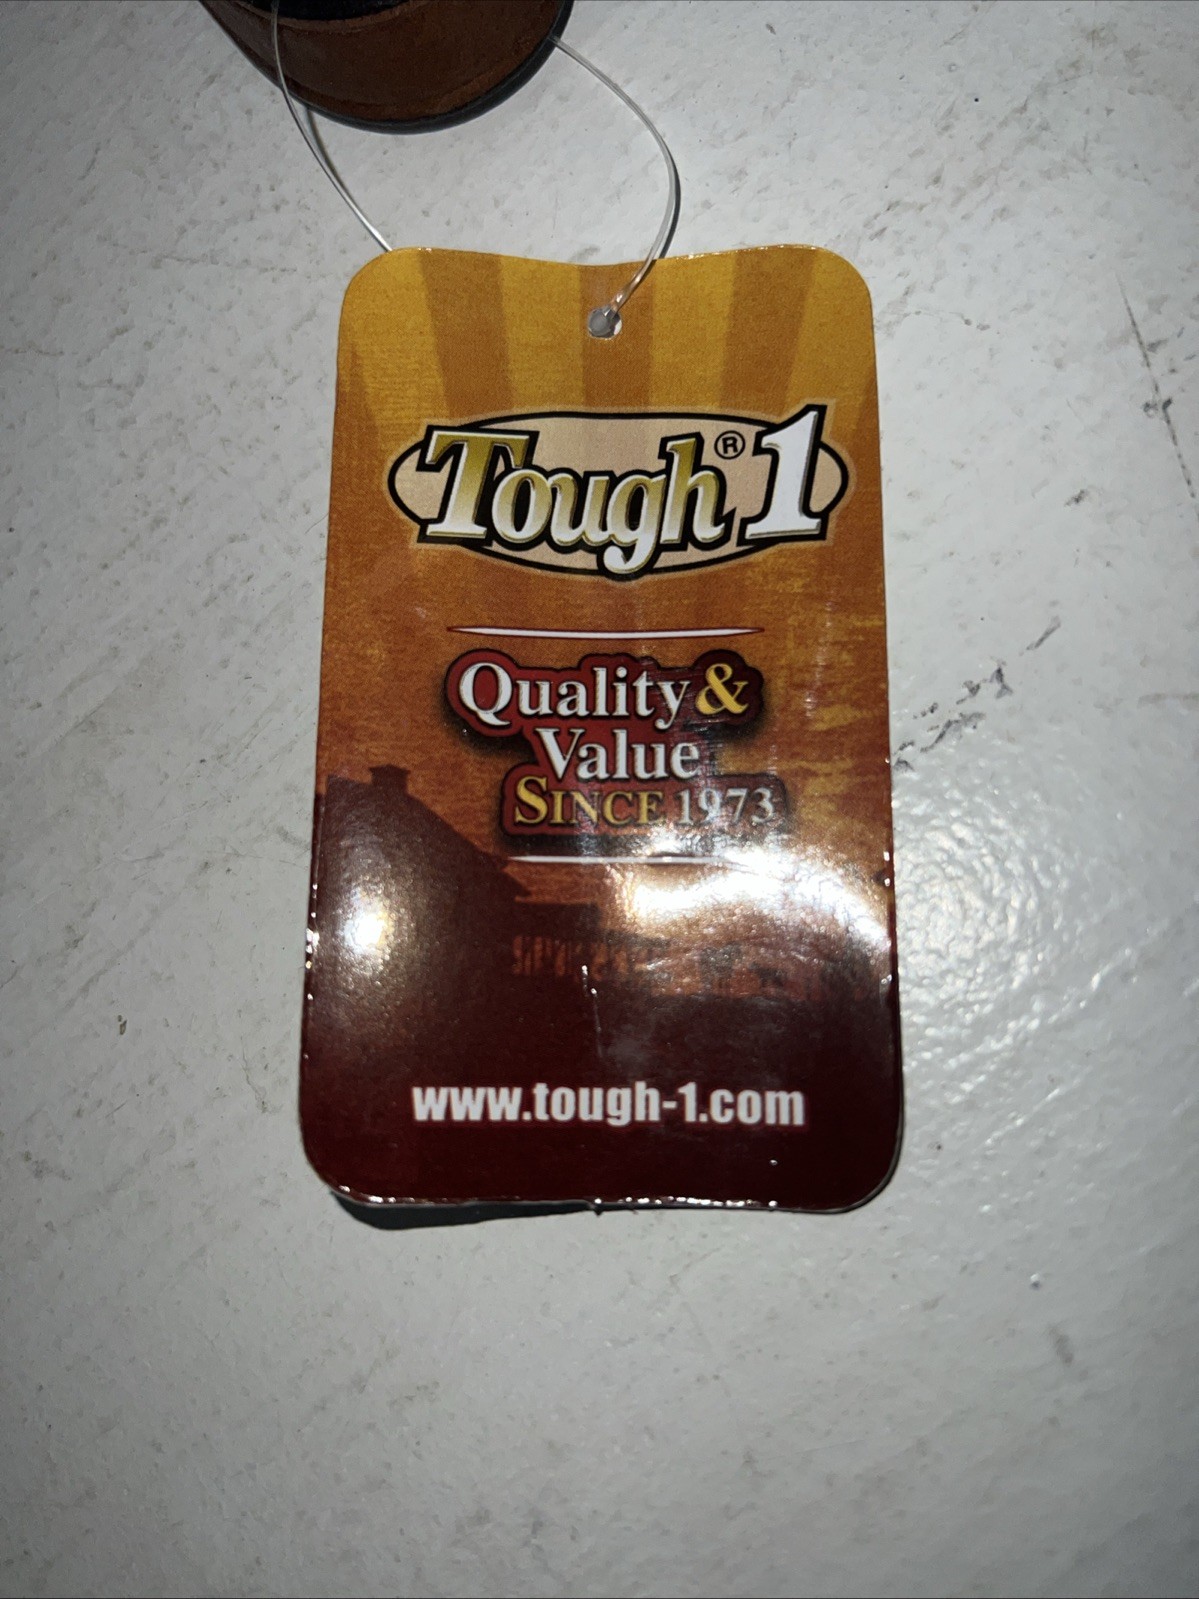 Tough® 1
Quality &
Value
SINCE 1973
www.tough-1.com